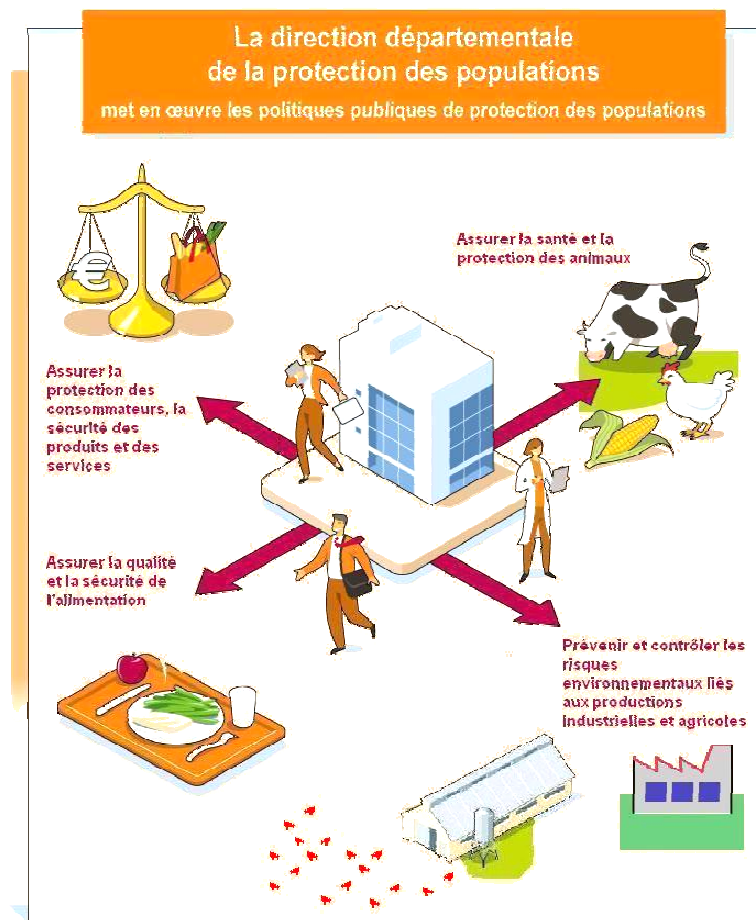 La direction départementale
de la protection des populations
met en œuvre les politiques publiques de protection des populations
Assurer la santé et la
protection des animaux
€
Assurer la
protection des
consommateurs, la
sécurité des
produits et des
services
Assurer la qualité
et la sécurité de
l'alimentation
Prévenir et contrôler les
risques
environnementaux liés
aux productions
industrielles et agricoles